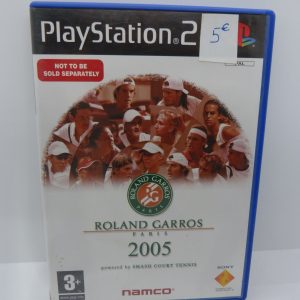 PlayStation 2
5€
NOT TO BE
SOLD SEPARATELY
PAL
ROLAND GARROS
PARIS
ROLAND GARROS
PARIS
2005
powered by SMASH COURT TENNIS
3+
SONY
namco